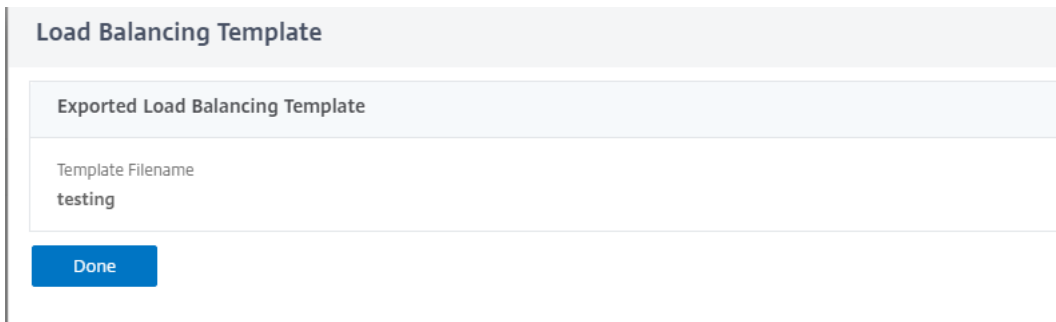 Load Balancing Template
Exported Load Balancing Template
Template Filename
testing
Done